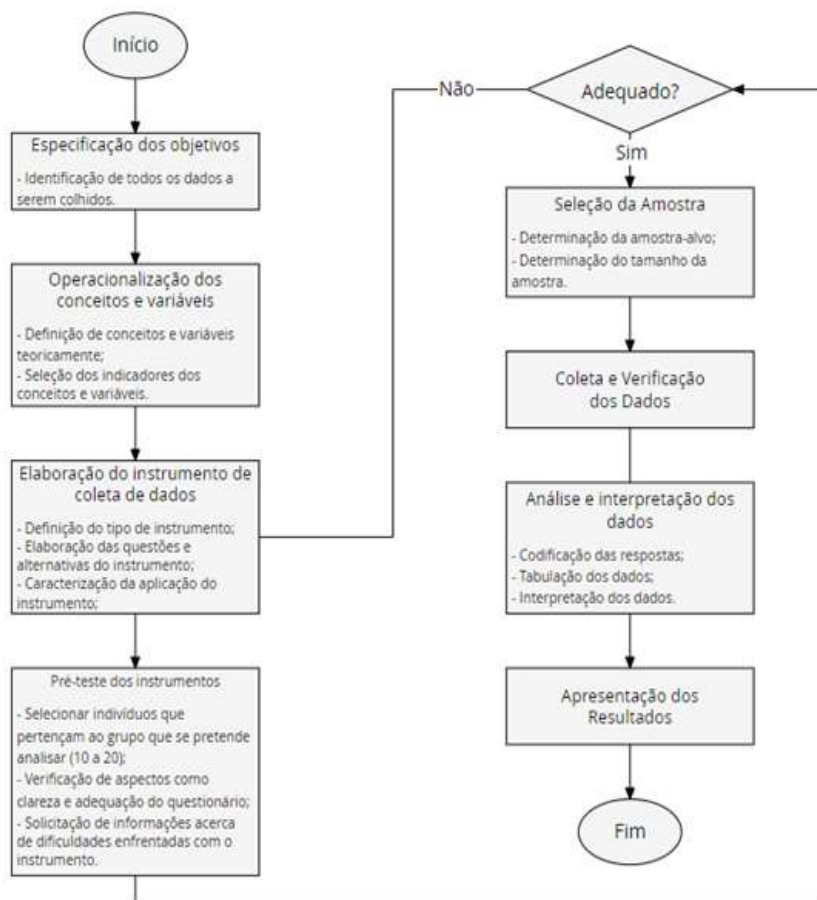 Início
Especificação dos objetivos
- Identificação de todos os dados a
serem colhidos.
Operacionalização dos
conceitos e variáveis
- Definição de conceitos e variáveis
teoricamente;
- Seleção dos indicadores dos
conceitos e variáveis.
Elaboração do instrumento de
coleta de dados
- Definição do tipo de instrumento;
- Elaboração das questões e
alternativas do instrumento;
- Caracterização da aplicação do
instrumento;
Pré-teste dos instrumentos
- Selecionar indivíduos que
pertençam ao grupo que se pretende
analisar (10 a 20);
- Verificação de aspectos como
clareza e adequação do questionário;
- Solicitação de informações acerca
de dificuldades enfrentadas com o
instrumento.
Não
Adequado?
Sim
Seleção da Amostra
- Determinação da amostra-alvo;
- Determinação do tamanho da
amostra.
Coleta e Verificação
dos Dados
Análise e interpretação dos
dados
- Codificação das respostas;
- Tabulação dos dados;
- Interpretação dos dados.
Apresentação dos
Resultados
Fim